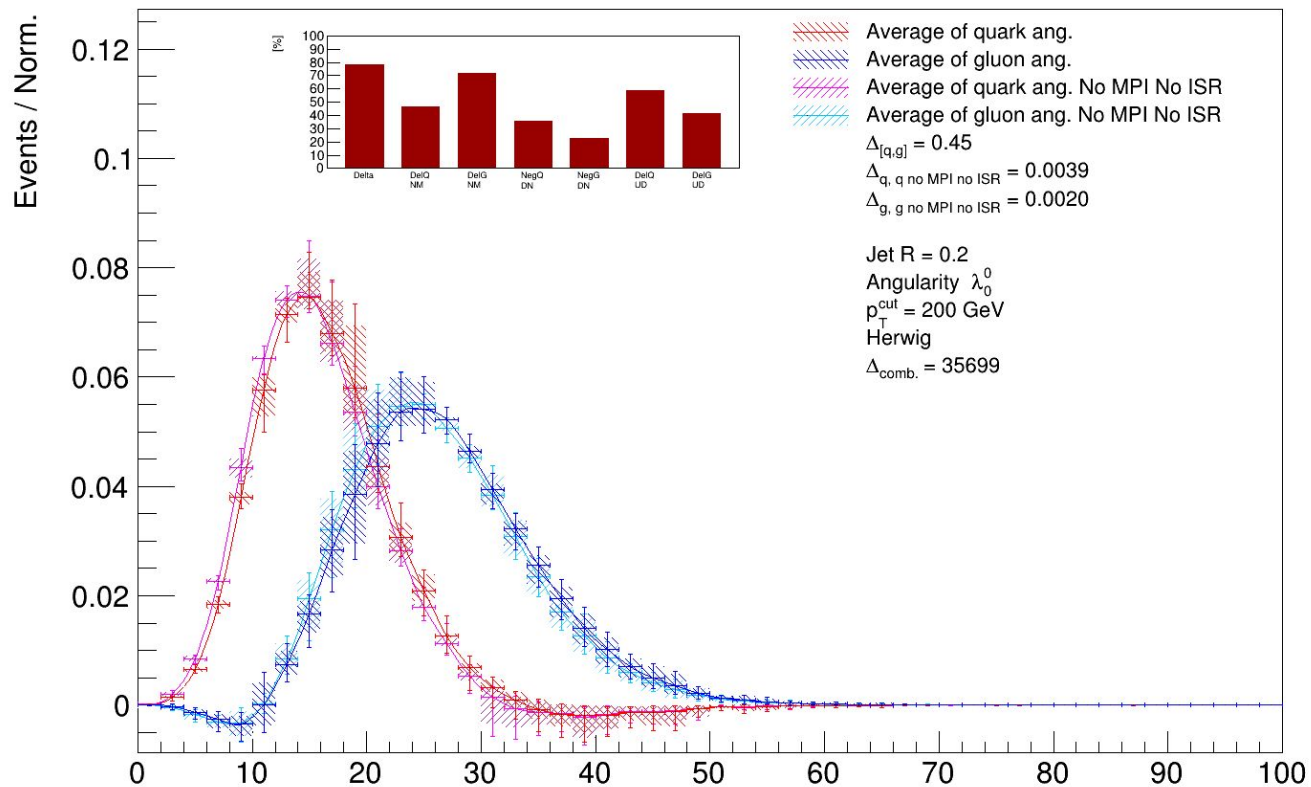 Events / Norm.
0.12
0.1
0.08
0.06
0.04
0.02
0
[%]
100
90
80
70
60
50
40
30
20
10
0
Delta
DelQ NM
DelG NM
NegQ DN
NegG DN
DelQ UD
DelG UD
Average of quark ang.
Average of gluon ang.
Average of quark ang. No MPI No ISR
Average of gluon ang. No MPI No ISR
Δ[q,g] = 0.45
Δq, q no MPI no ISR = 0.0039
Δg, g no MPI no ISR = 0.0020
Jet R = 0.2
Angularity λ⁰₀
pTcut = 200 GeV
Herwig
Δcomb. = 35699
0 10 20 30 40 50 60 70 80 90 100